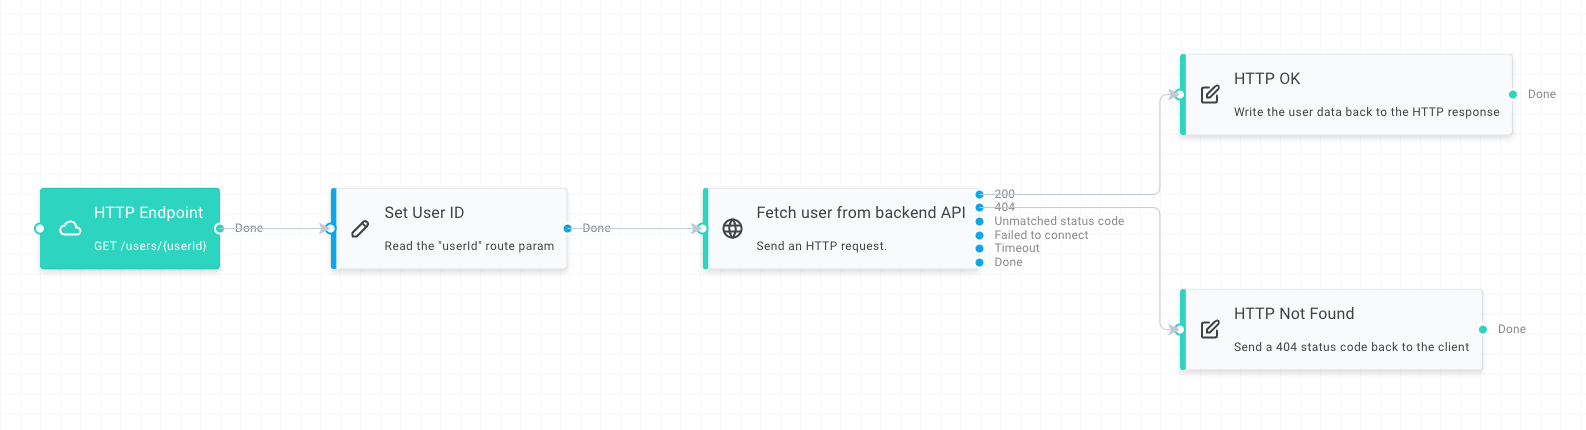 HTTP Endpoint
GET /users/{userId}
Done
Set User ID
Read the "userId" route param
Done
Fetch user from backend API
Send an HTTP request.
200
404
Unmatched status code
Failed to connect
Timeout
Done
HTTP OK
Write the user data back to the HTTP response
Done
HTTP Not Found
Send a 404 status code back to the client
Done